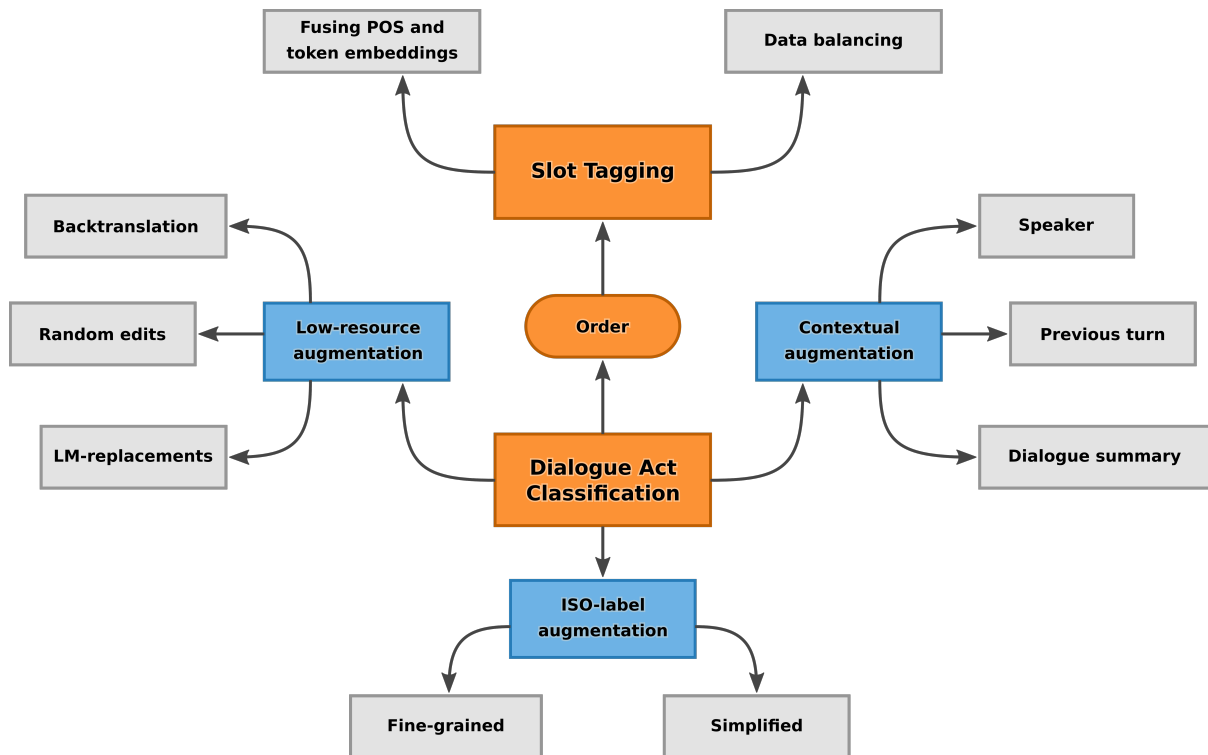 Fusing POS and
token embeddings
Data balancing
Slot Tagging
Backtranslation
Speaker
Random edits
Low-resource
augmentation
Order
Contextual
augmentation
Previous turn
LM-replacements
Dialogue Act
Classification
Dialogue summary
ISO-label
augmentation
Fine-grained
Simplified